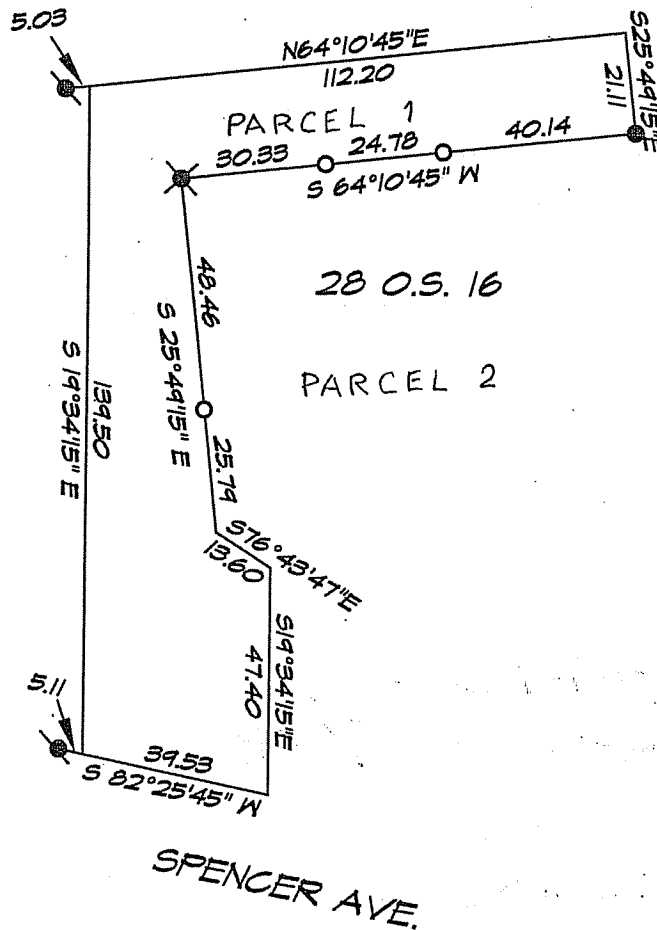 5.03
N64°10'45"E
112.20
S25°49'15"E
21.11
PARCEL 1
30.33
24.78
40.14
S 64°10'45" W
28 O.S. 16
PARCEL 2
48.46
S 25°49'15" E
25.79
S 19°34'15" E
139.50
S76°43'47"E
13.60
S19°34'15"E
47.40
5.11
39.53
S 82°25'45" W
SPENCER AVE.